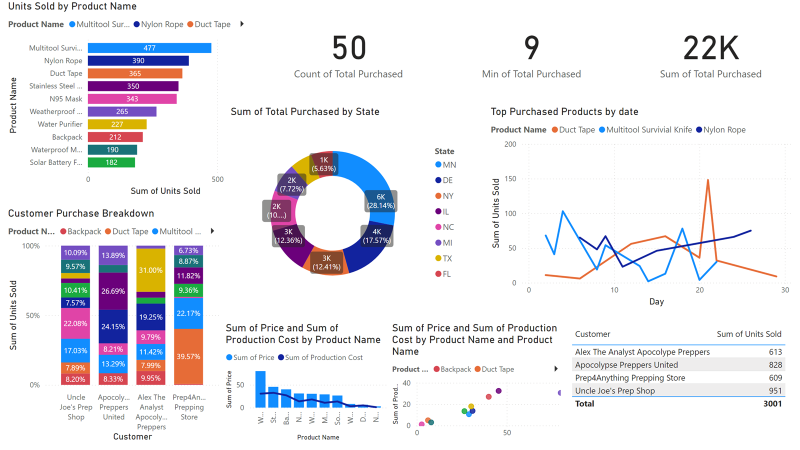 Units Sold by Product Name
Product Name Multitool Sur... Nylon Rope Duct Tape
Multitool Survi... 477
Nylon Rope 390
Duct Tape 365
Stainless Steel ... 350
N95 Mask 343
Weatherproof ... 265
Water Purifier 227
Backpack 212
Waterproof M... 190
Solar Battery F... 182
Product Name
0 500
Sum of Units Sold
50
Count of Total Purchased
9
Min of Total Purchased
22K
Sum of Total Purchased
Sum of Total Purchased by State
1K
(5.63%)
2K
(7.72%)
2K
(10....)
3K
(12.36%)
3K
(12.41%)
4K
(17.57%)
6K
(28.14%)
State
MN
DE
NY
IL
NC
MI
TX
FL
Top Purchased Products by date
Product Name Duct Tape Multitool Survivial Knife Nylon Rope
Sum of Units Sold
200
150
100
50
0
0 10 20 30
Day
Customer Purchase Breakdown
Product N... Backpack Duct Tape Multitool ...
Sum of Units Sold
100%
50%
0%
10.09%
9.57%
10.41%
7.57%
22.08%
17.03%
7.89%
8.20%
13.89%
26.69%
24.15%
8.21%
13.29%
8.33%
31.00%
19.25%
9.79%
11.42%
7.99%
9.95%
6.73%
8.87%
11.82%
9.36%
22.17%
39.57%
Uncle Joe's Prep Shop
Apocoly... Preppers United
Alex The Analyst Apocoly... Preppers
Prep4An... Prepping Store
Customer
Sum of Price and Sum of
Production Cost by Product Name
Sum of Price Sum of Production Cost
Sum of Price
50
0
W...
St...
Ba...
N...
W...
M...
So...
W...
D...
N...
Product Name
Sum of Price and Sum of Production
Cost by Product Name and Product
Name
Product ... Backpack Duct Tape
Sum of Prod...
40
20
0
50
Customer Sum of Units Sold
Alex The Analyst Apocolype Preppers 613
Apocolypse Preppers United 828
Prep4Anything Prepping Store 609
Uncle Joe's Prep Shop 951
Total 3001